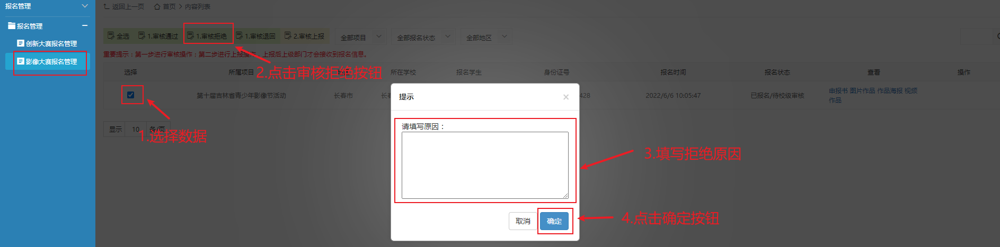 报名管理
返回上一页 首页 内容列表
报名管理
创新大赛报名管理
影像大赛报名管理
全选 1.审核通过 1.审核拒绝 1.审核退回 2.审核上报 全部项目 全部报名状态 全部地区
重要提示：第一步进行审核操作；第二步进行上报操作，上报后上级部门才会接收到报名信息。
2.点击审核拒绝按钮
选择 所属项目 地区 所在学校 报名学生 身份证号 报名时间 报名状态 查看 操作
第十届吉林省青少年影像节活动 长春市 长春 428 2022/6/6 10:05:47 已报名/待校级审核 申报书 图片作品 作品海报 视频
作品
显示 10 条/页
1.选择数据
提示 ×
请填写原因：
3.填写拒绝原因
取消 确定
4.点击确定按钮